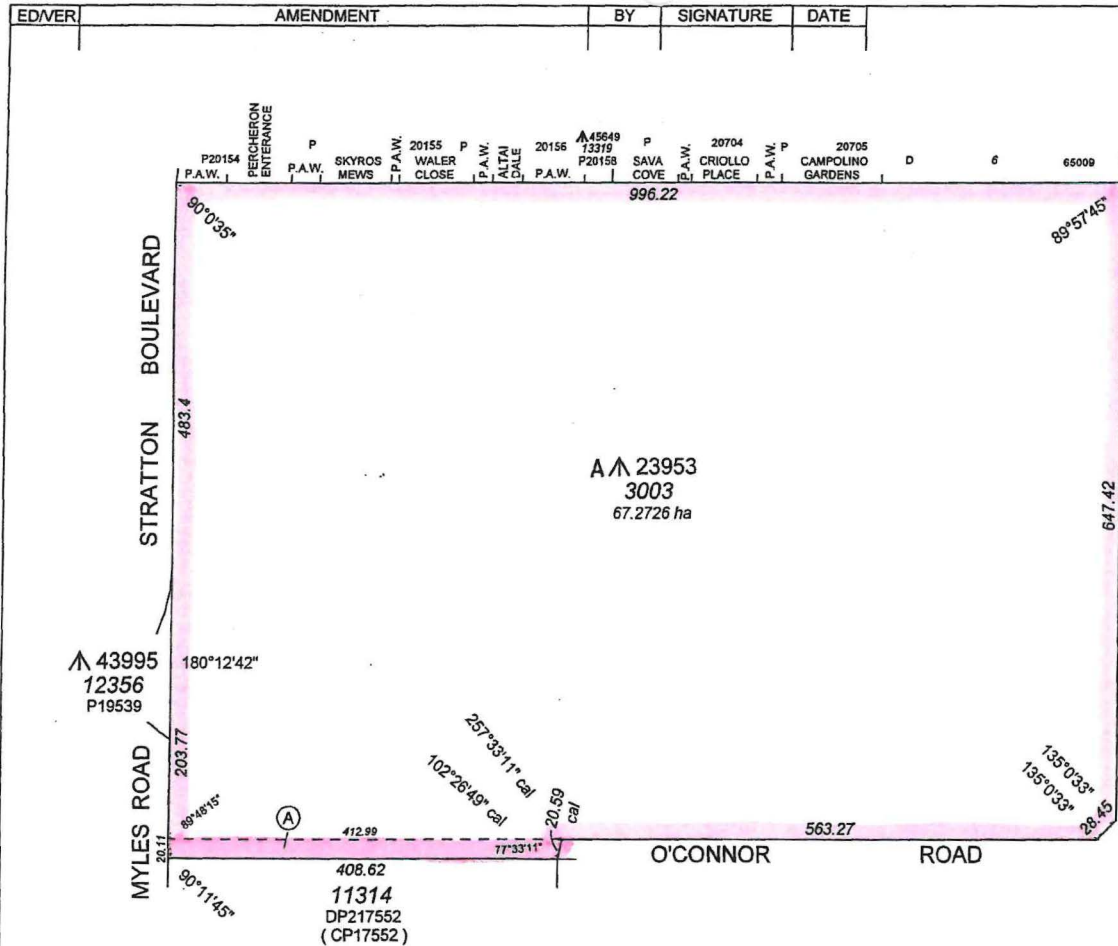 ED/VER AMENDMENT BY SIGNATURE DATE
P20154
P.A.W.
PERCHERON
ENTERANCE
P
P.A.W.
SKYROS
MEWS
P.A.W.
20155 P
WALER
CLOSE
P.A.W.
ALTAI
DALE
20156
P.A.W.
45649
13319
P20158
P
SAVA
COVE
P.A.W.
20704
CRIOLLO
PLACE
P.A.W.
P
20705
CAMPOLINO
GARDENS
D 6 65009
996.22
90°0'35"
89°57'45"
STRATTON BOULEVARD
483.4
A 23953
3003
67.2726 ha
647.42
43995
12356
P19539
180°12'42"
203.77
MYLES ROAD
89°48'15"
20.11
90°11'45"
A
412.99
257°33'11" cal
102°26'49" cal
20.59
cal
77°33'11"
408.62
11314
DP217552
( CP17552 )
563.27
135°0'33"
135°0'33"
28.45
O'CONNOR ROAD